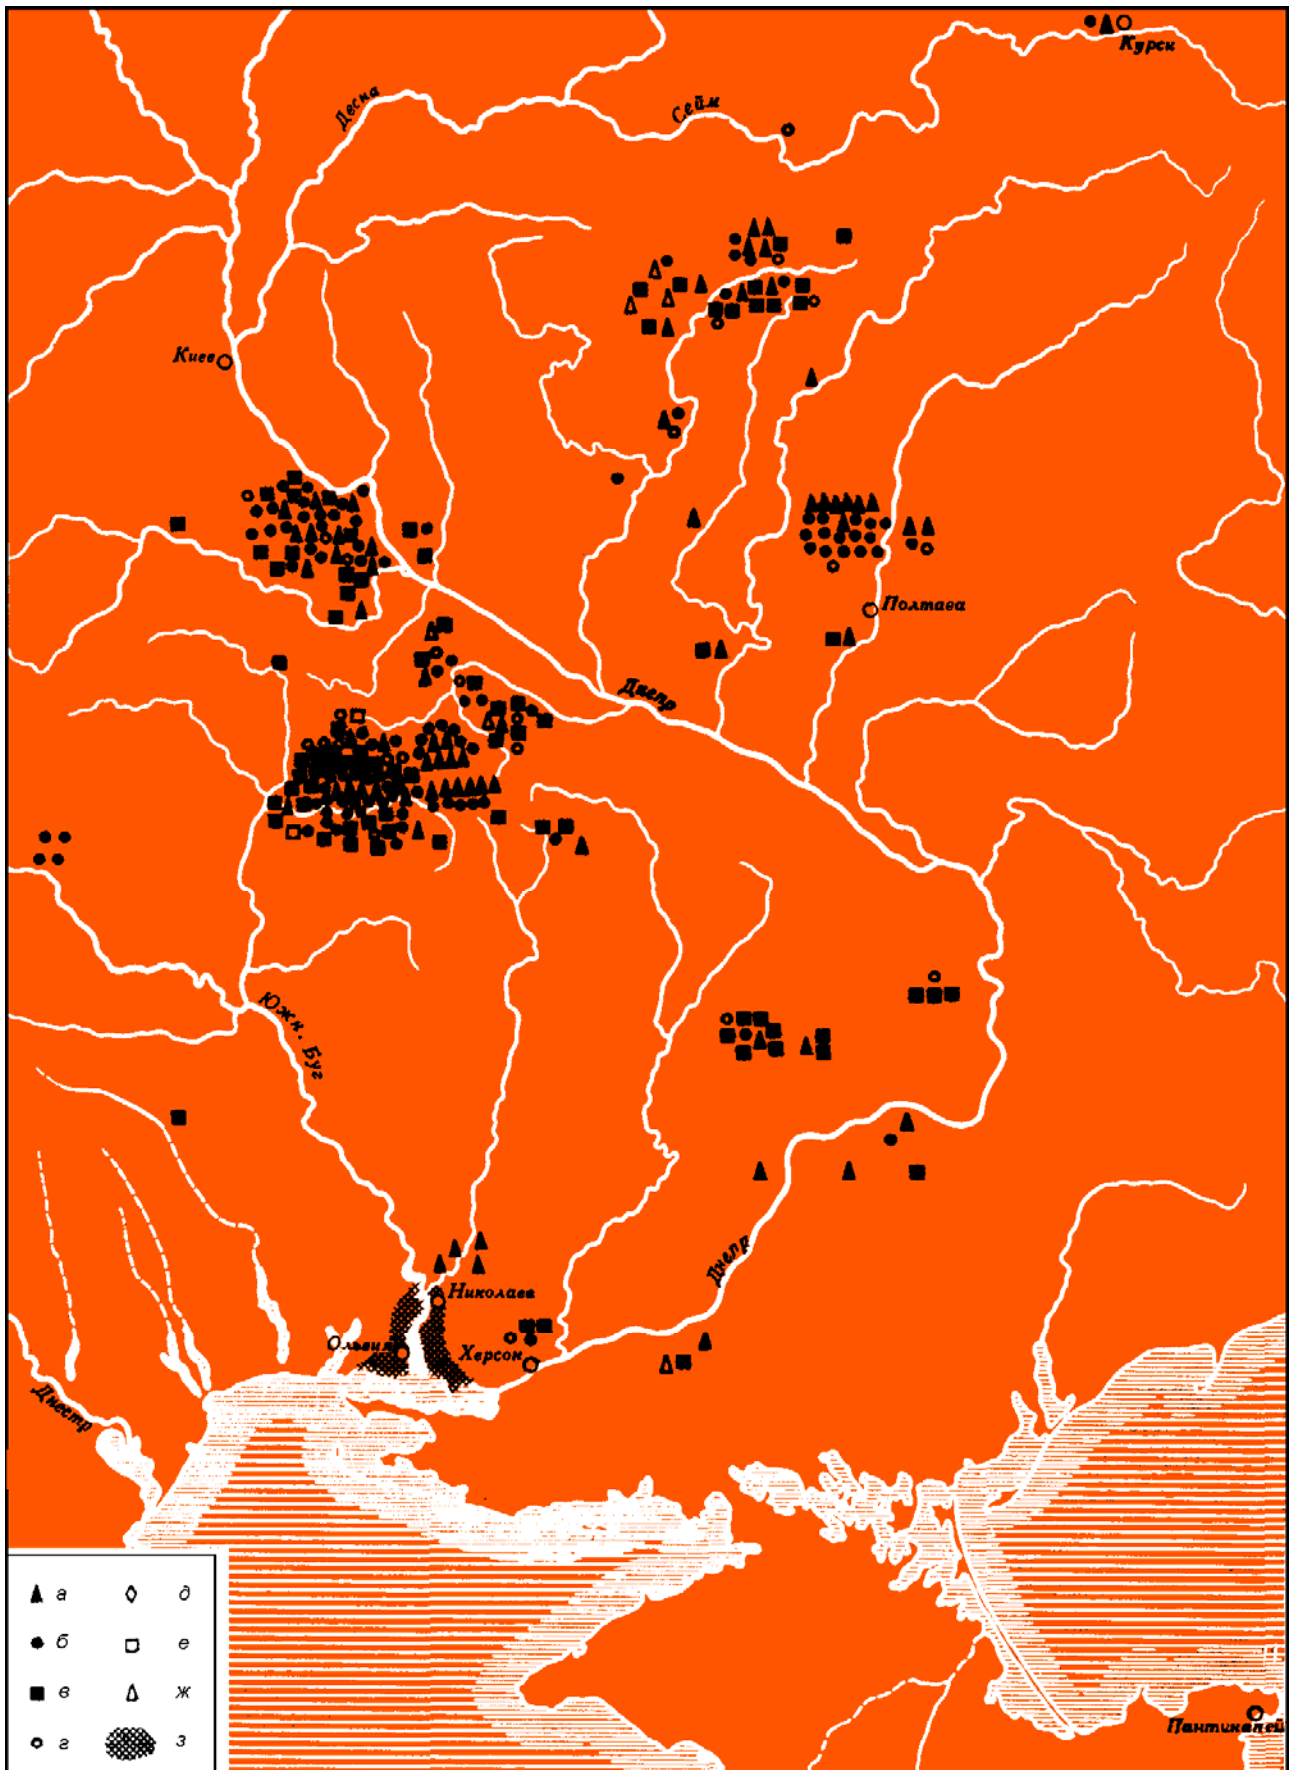 Курск
Десна
Сейм
Киев
Полтава
Днепр
Южн. Буг
Днепр
Николаев
Ольвия
Херсон
Днестр
Пантикапей
а д
б е
в ж
г з